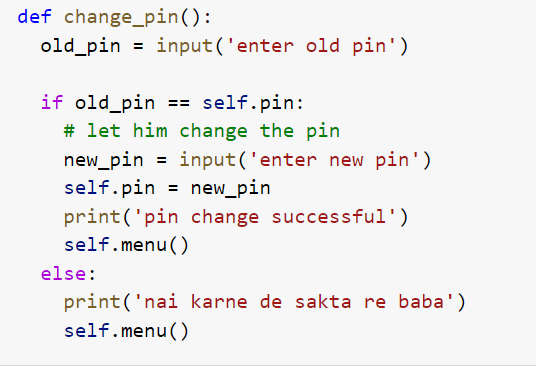 def change_pin():
  old_pin = input('enter old pin')

  if old_pin == self.pin:
    # let him change the pin
    new_pin = input('enter new pin')
    self.pin = new_pin
    print('pin change successful')
    self.menu()
  else:
    print('nai karne de sakta re baba')
    self.menu()